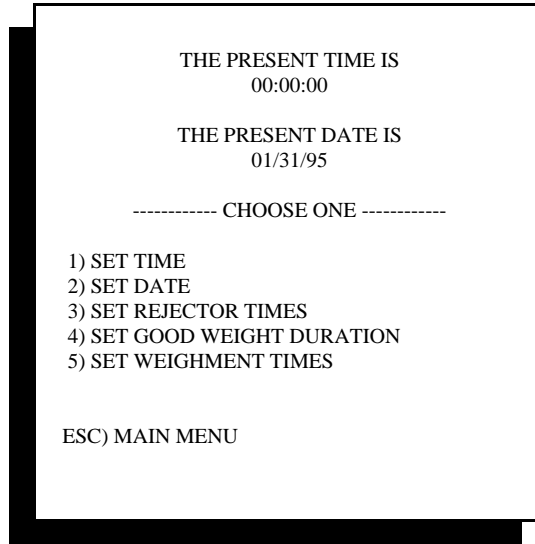 THE PRESENT TIME IS
00:00:00
THE PRESENT DATE IS
01/31/95
------------ CHOOSE ONE ------------
1) SET TIME
2) SET DATE
3) SET REJECTOR TIMES
4) SET GOOD WEIGHT DURATION
5) SET WEIGHMENT TIMES
ESC) MAIN MENU